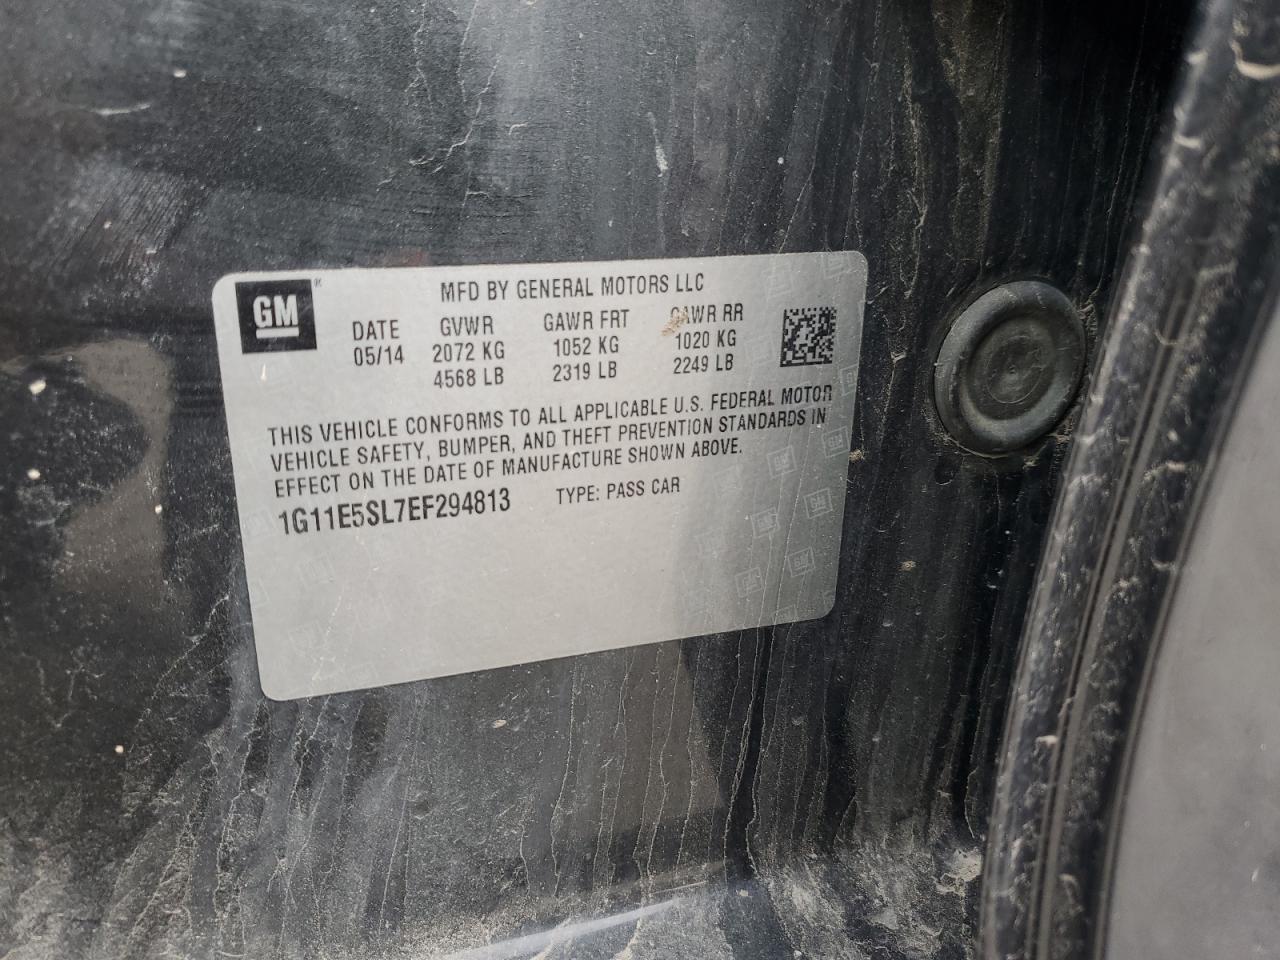 GM
MFD BY GENERAL MOTORS LLC
DATE GVWR GAWR FRT GAWR RR
05/14 2072 KG 1052 KG 1020 KG
4568 LB 2319 LB 2249 LB
THIS VEHICLE CONFORMS TO ALL APPLICABLE U.S. FEDERAL MOTOR
VEHICLE SAFETY, BUMPER, AND THEFT PREVENTION STANDARDS IN
EFFECT ON THE DATE OF MANUFACTURE SHOWN ABOVE.
1G11E5SL7EF294813 TYPE: PASS CAR